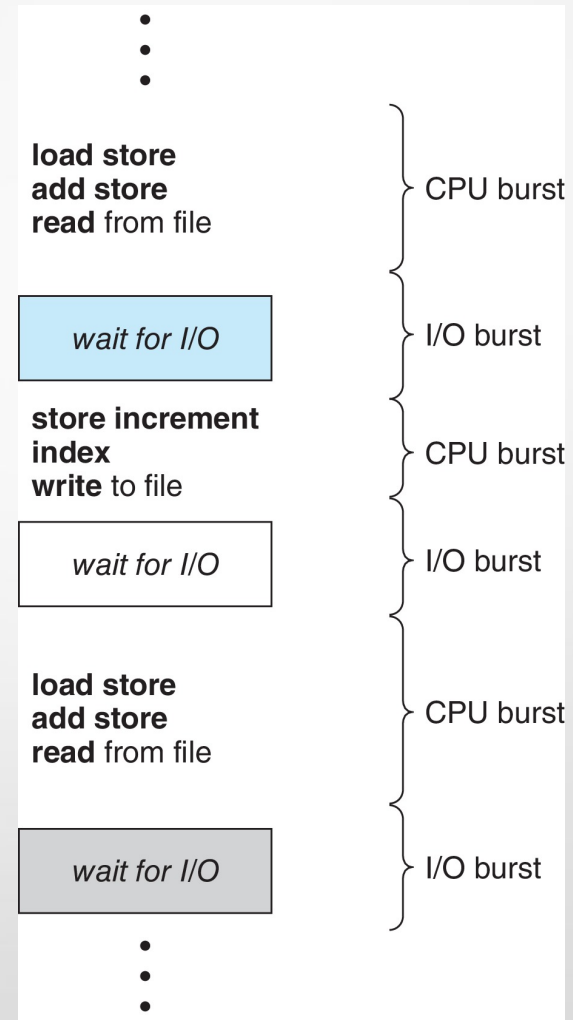 load store
add store
read from file
CPU burst
wait for I/O
I/O burst
store increment
index
write to file
CPU burst
wait for I/O
I/O burst
load store
add store
read from file
CPU burst
wait for I/O
I/O burst